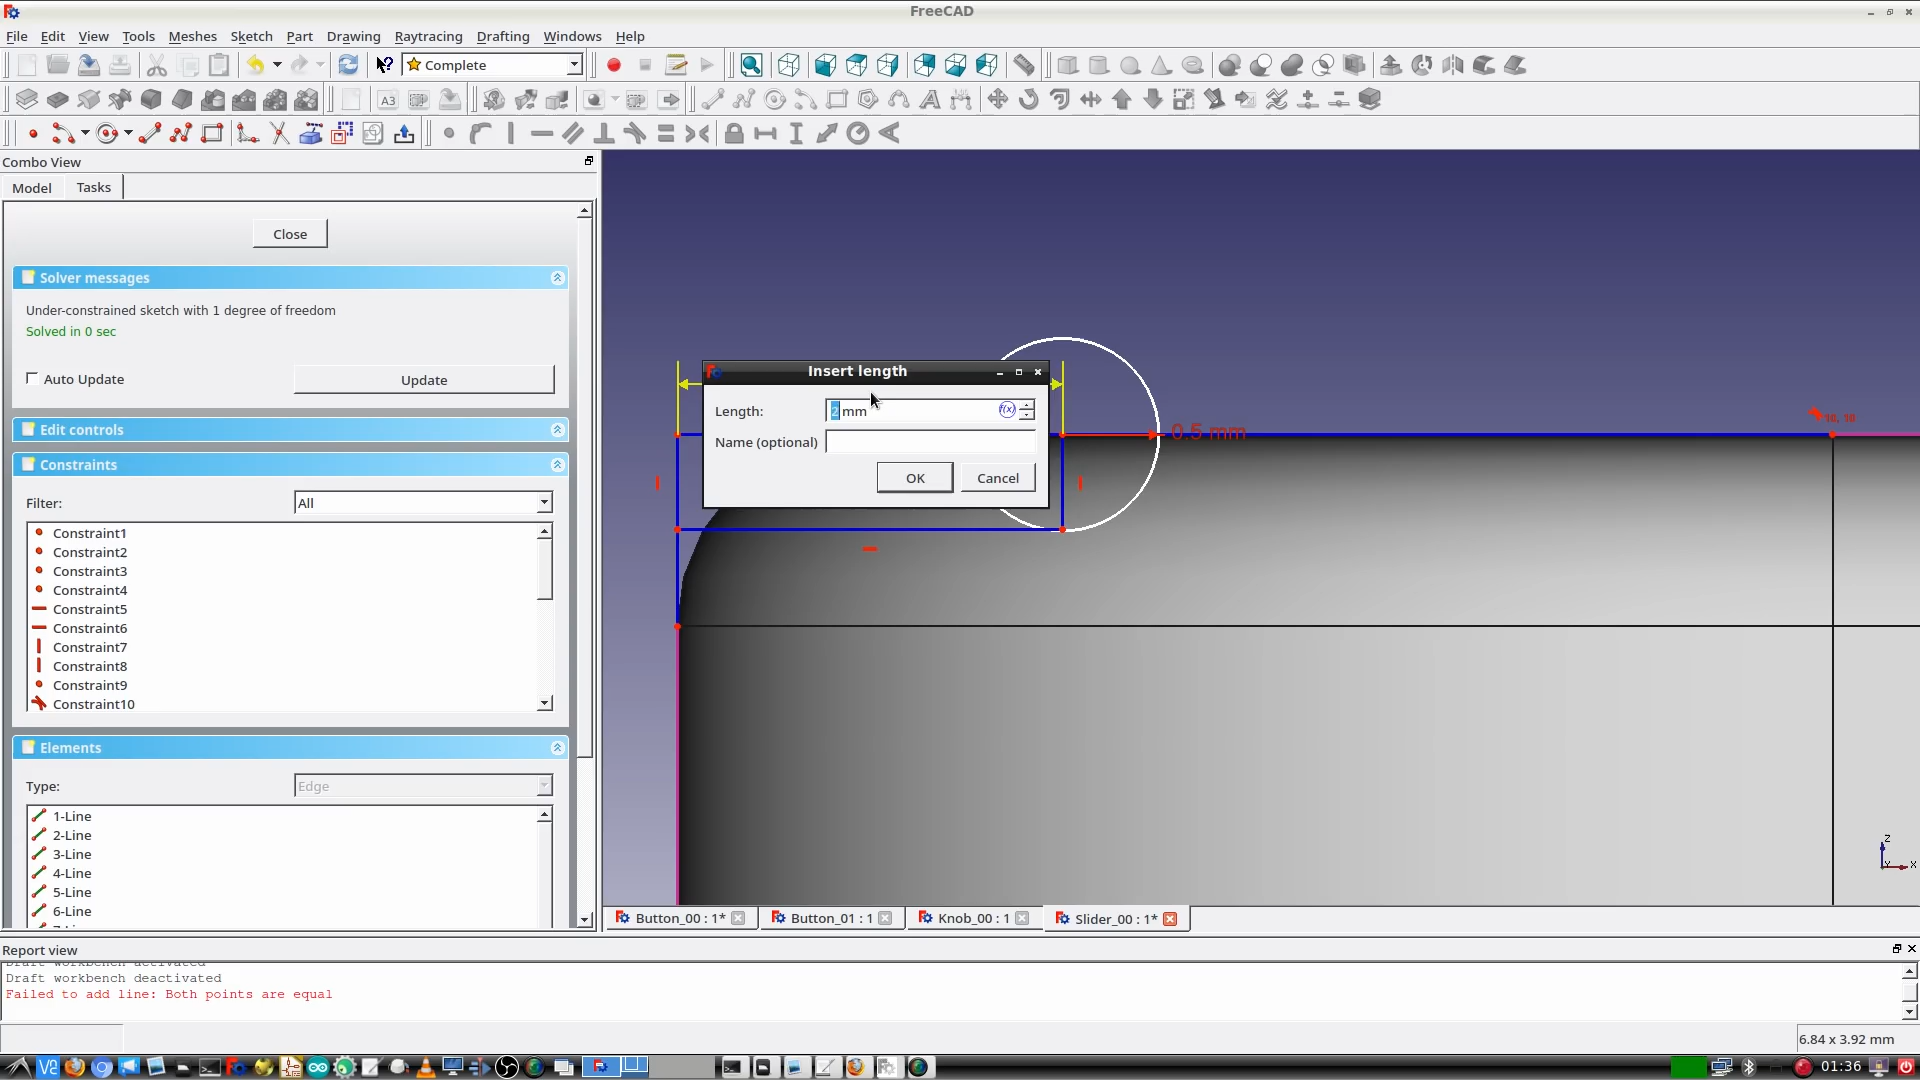 FreeCAD
File Edit View Tools Meshes Sketch Part Drawing Raytracing Drafting Windows Help
Complete
A3
Combo View
Model Tasks
Close
Solver messages
Under-constrained sketch with 1 degree of freedom
Solved in 0 sec
Auto Update
Update
Edit controls
Constraints
Filter: All
Constraint1
Constraint2
Constraint3
Constraint4
Constraint5
Constraint6
Constraint7
Constraint8
Constraint9
Constraint10
Elements
Type: Edge
1-Line
2-Line
3-Line
4-Line
5-Line
6-Line
Insert length
Length: 2 mm f(x)
Name (optional)
OK Cancel
0.5 mm
Z
Y X
Button_00 : 1* Button_01 : 1 Knob_00 : 1 Slider_00 : 1*
Report view
Draft workbench activated
Draft workbench deactivated
Failed to add line: Both points are equal
6.84 x 3.92 mm
01:36